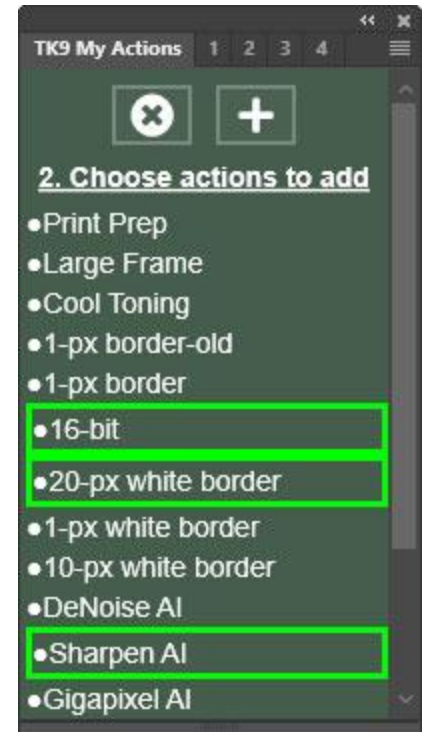 TK9 My Actions 1 2 3 4
2. Choose actions to add
●Print Prep
●Large Frame
●Cool Toning
●1-px border-old
●1-px border
●16-bit
●20-px white border
●1-px white border
●10-px white border
●DeNoise AI
●Sharpen AI
●Gigapixel AI